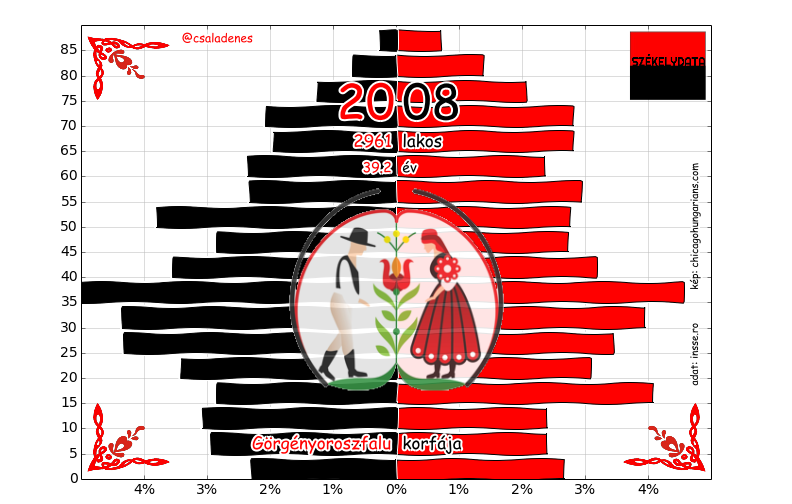 @csaladenes
SZÉKELYDATA
2008
2961 lakos
39.2 év
kép: chicagohungarians.com
adat: insse.ro
Görgényoroszfalu korfája
85
80
75
70
65
60
55
50
45
40
35
30
25
20
15
10
5
0
4% 3% 2% 1% 0% 1% 2% 3% 4%